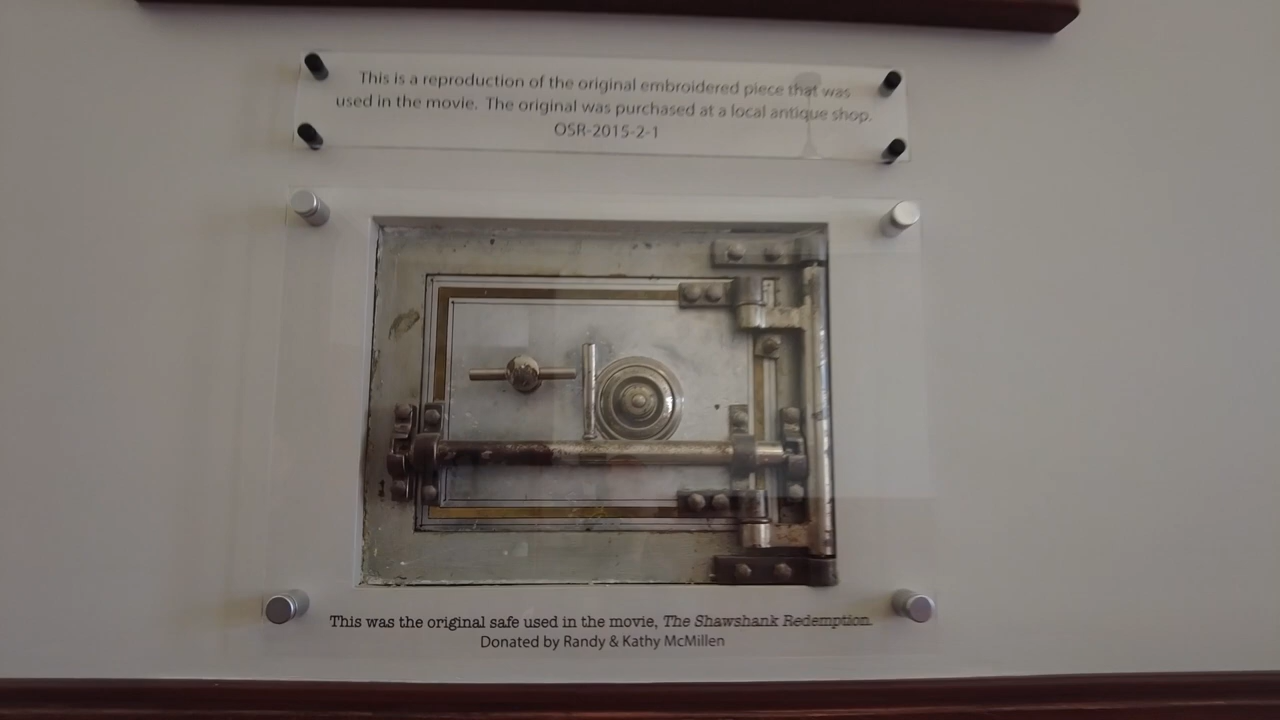 This is a reproduction of the original embroidered piece that was
used in the movie. The original was purchased at a local antique shop.
OSR-2015-2-1
This was the original safe used in the movie, The Shawshank Redemption.
Donated by Randy & Kathy McMillen